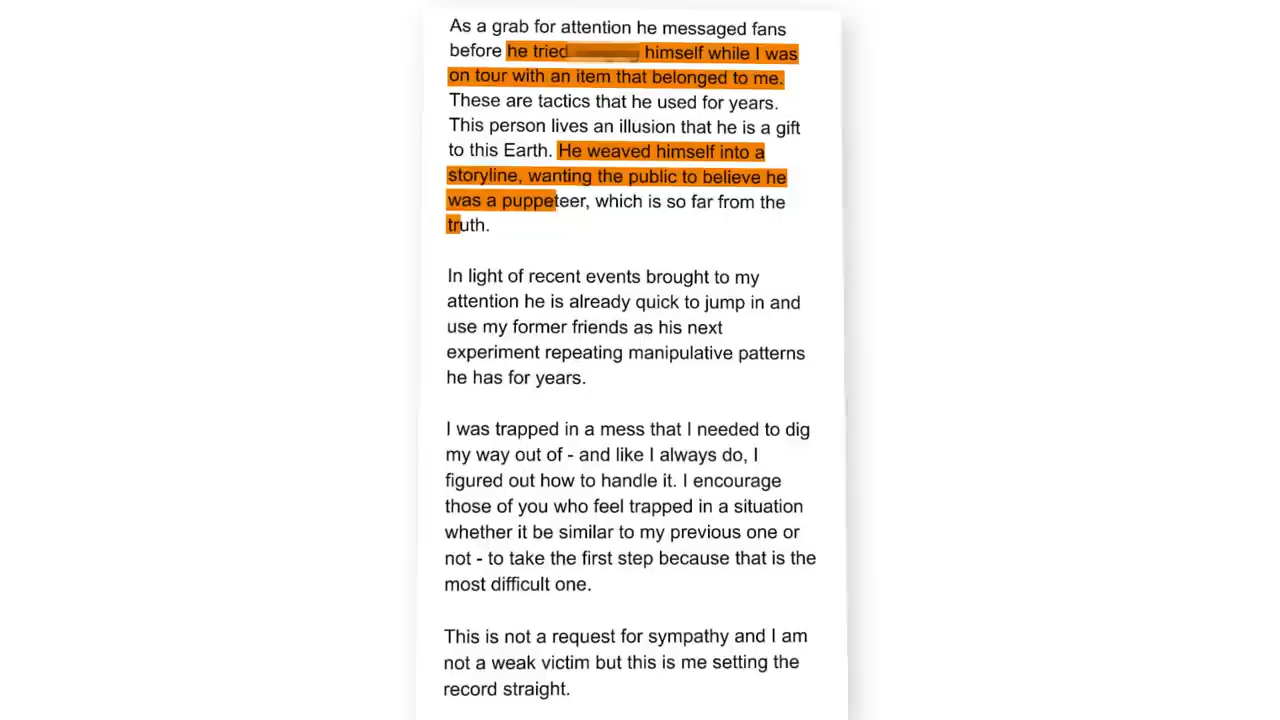 As a grab for attention he messaged fans
before he tried himself while I was
on tour with an item that belonged to me.
These are tactics that he used for years.
This person lives an illusion that he is a gift
to this Earth. He weaved himself into a
storyline, wanting the public to believe he
was a puppeteer, which is so far from the
truth.
In light of recent events brought to my
attention he is already quick to jump in and
use my former friends as his next
experiment repeating manipulative patterns
he has for years.
I was trapped in a mess that I needed to dig
my way out of - and like I always do, I
figured out how to handle it. I encourage
those of you who feel trapped in a situation
whether it be similar to my previous one or
not - to take the first step because that is the
most difficult one.
This is not a request for sympathy and I am
not a weak victim but this is me setting the
record straight.